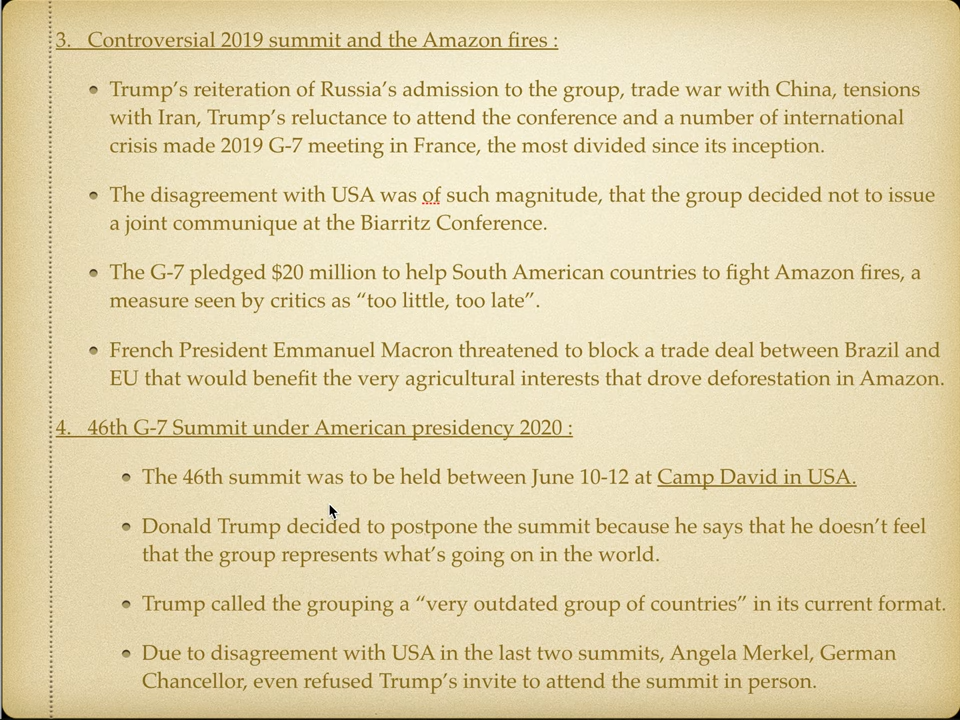 3. Controversial 2019 summit and the Amazon fires :
Trump's reiteration of Russia's admission to the group, trade war with China, tensions
with Iran, Trump's reluctance to attend the conference and a number of international
crisis made 2019 G-7 meeting in France, the most divided since its inception.
The disagreement with USA was of such magnitude, that the group decided not to issue
a joint communique at the Biarritz Conference.
The G-7 pledged $20 million to help South American countries to fight Amazon fires, a
measure seen by critics as “too little, too late”.
French President Emmanuel Macron threatened to block a trade deal between Brazil and
EU that would benefit the very agricultural interests that drove deforestation in Amazon.
4. 46th G-7 Summit under American presidency 2020 :
The 46th summit was to be held between June 10-12 at Camp David in USA.
Donald Trump decided to postpone the summit because he says that he doesn't feel
that the group represents what's going on in the world.
Trump called the grouping a “very outdated group of countries” in its current format.
Due to disagreement with USA in the last two summits, Angela Merkel, German
Chancellor, even refused Trump's invite to attend the summit in person.